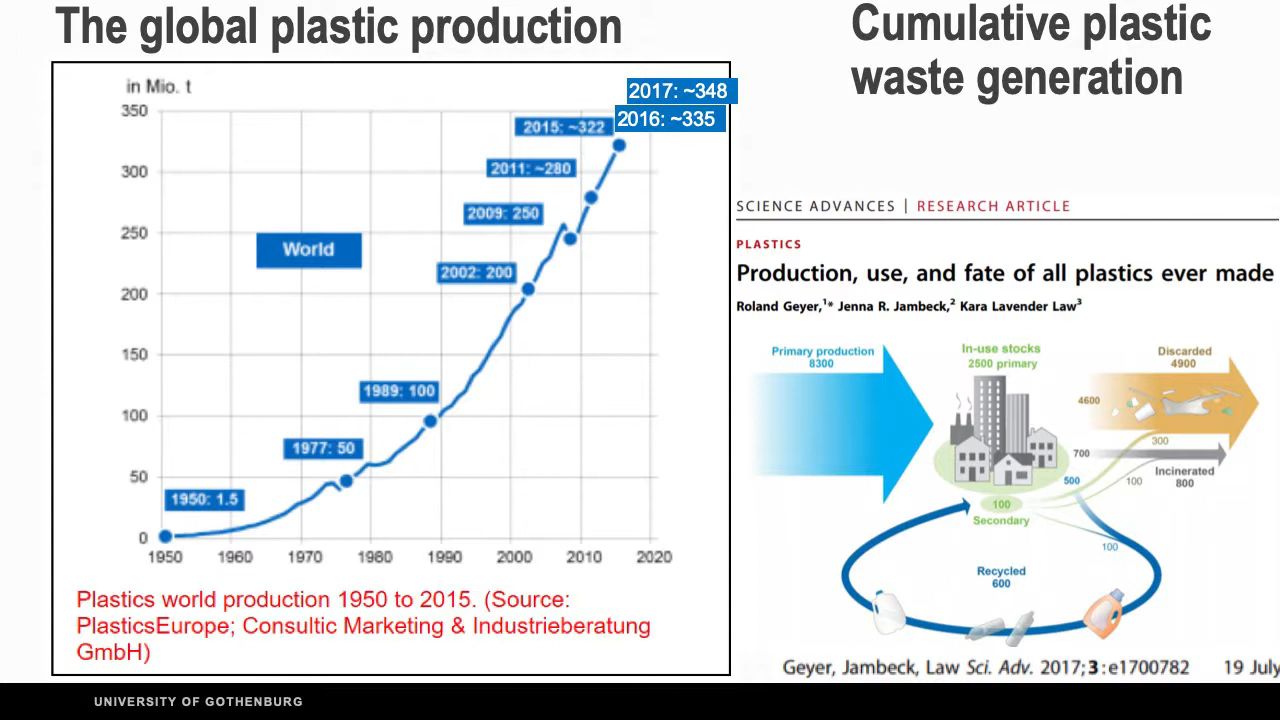 The global plastic production
in Mio. t
350
300
250
200
150
100
50
0
1950
1960
1970
1980
1990
2000
2010
2020
World
1950: 1.5
1977: 50
1989: 100
2002: 200
2009: 250
2011: ~280
2015: ~322
2016: ~335
2017: ~348
Plastics world production 1950 to 2015. (Source:
PlasticsEurope; Consultic Marketing & Industrieberatung
GmbH)
Cumulative plastic
waste generation
SCIENCE ADVANCES | RESEARCH ARTICLE
PLASTICS
Production, use, and fate of all plastics ever made
Roland Geyer,¹* Jenna R. Jambeck,² Kara Lavender Law³
Primary production
8300
In-use stocks
2500 primary
Discarded
4900
4600
300
700
Incinerated
800
500
100
100
Secondary
100
Recycled
600
Geyer, Jambeck, Law Sci. Adv. 2017; 3 : e1700782 19 July
UNIVERSITY OF GOTHENBURG